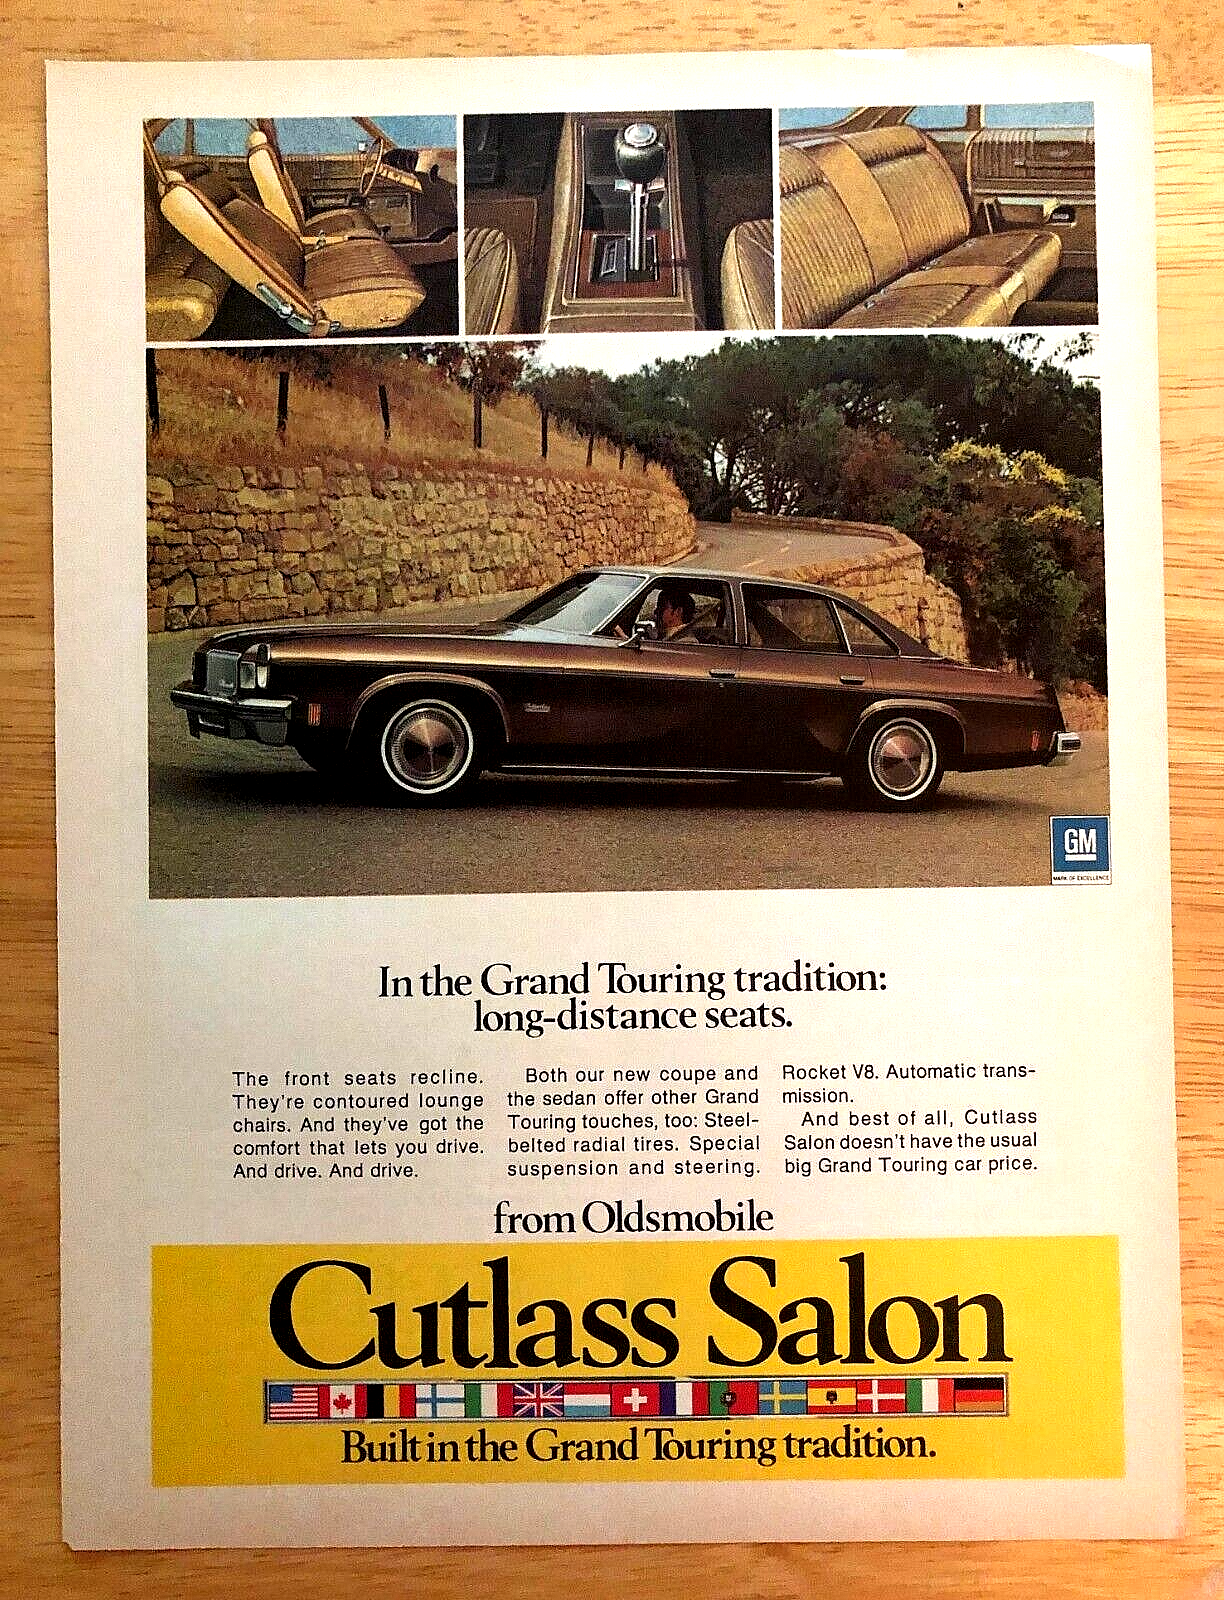 GM
MARK OF EXCELLENCE
In the Grand Touring tradition:
long-distance seats.
The front seats recline.
They're contoured lounge
chairs. And they've got the
comfort that lets you drive.
And drive. And drive.
Both our new coupe and
the sedan offer other Grand
Touring touches, too: Steel-
belted radial tires. Special
suspension and steering.
Rocket V8. Automatic trans-
mission.
And best of all, Cutlass
Salon doesn't have the usual
big Grand Touring car price.
from Oldsmobile
Cutlass Salon
Built in the Grand Touring tradition.